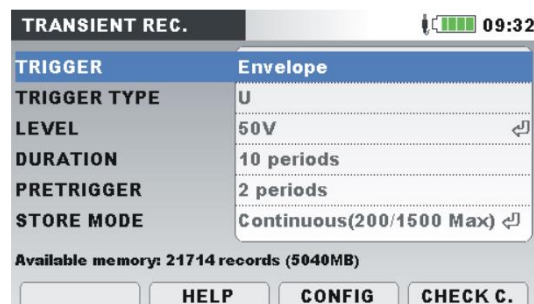 TRANSIENT REC. 09:32
TRIGGER Envelope
TRIGGER TYPE U
LEVEL 50V
DURATION 10 periods
PRETRIGGER 2 periods
STORE MODE Continuous(200/1500 Max)
Available memory: 21714 records (5040MB)
HELP CONFIG CHECK C.